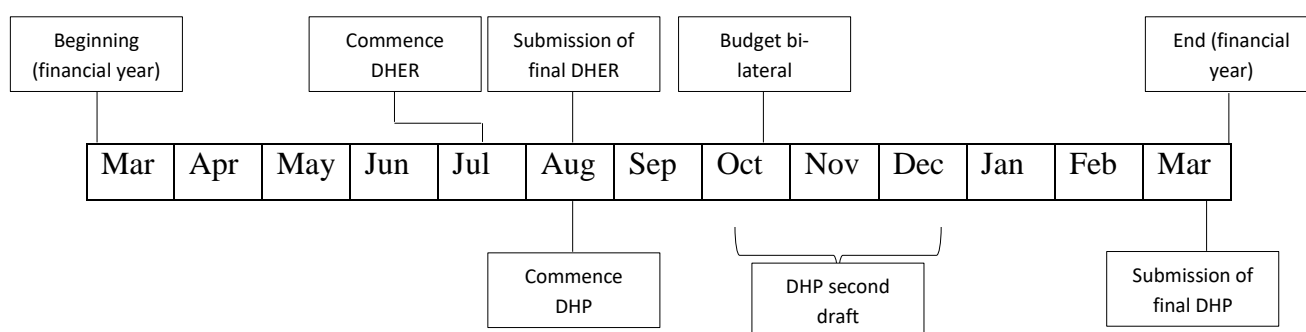 Beginning
(financial year)
Commence
DHER
Submission of
final DHER
Budget bi-
lateral
End (financial
year)
Mar Apr May Jun Jul Aug Sep Oct Nov Dec Jan Feb Mar
Commence
DHP
DHP second
draft
Submission of
final DHP